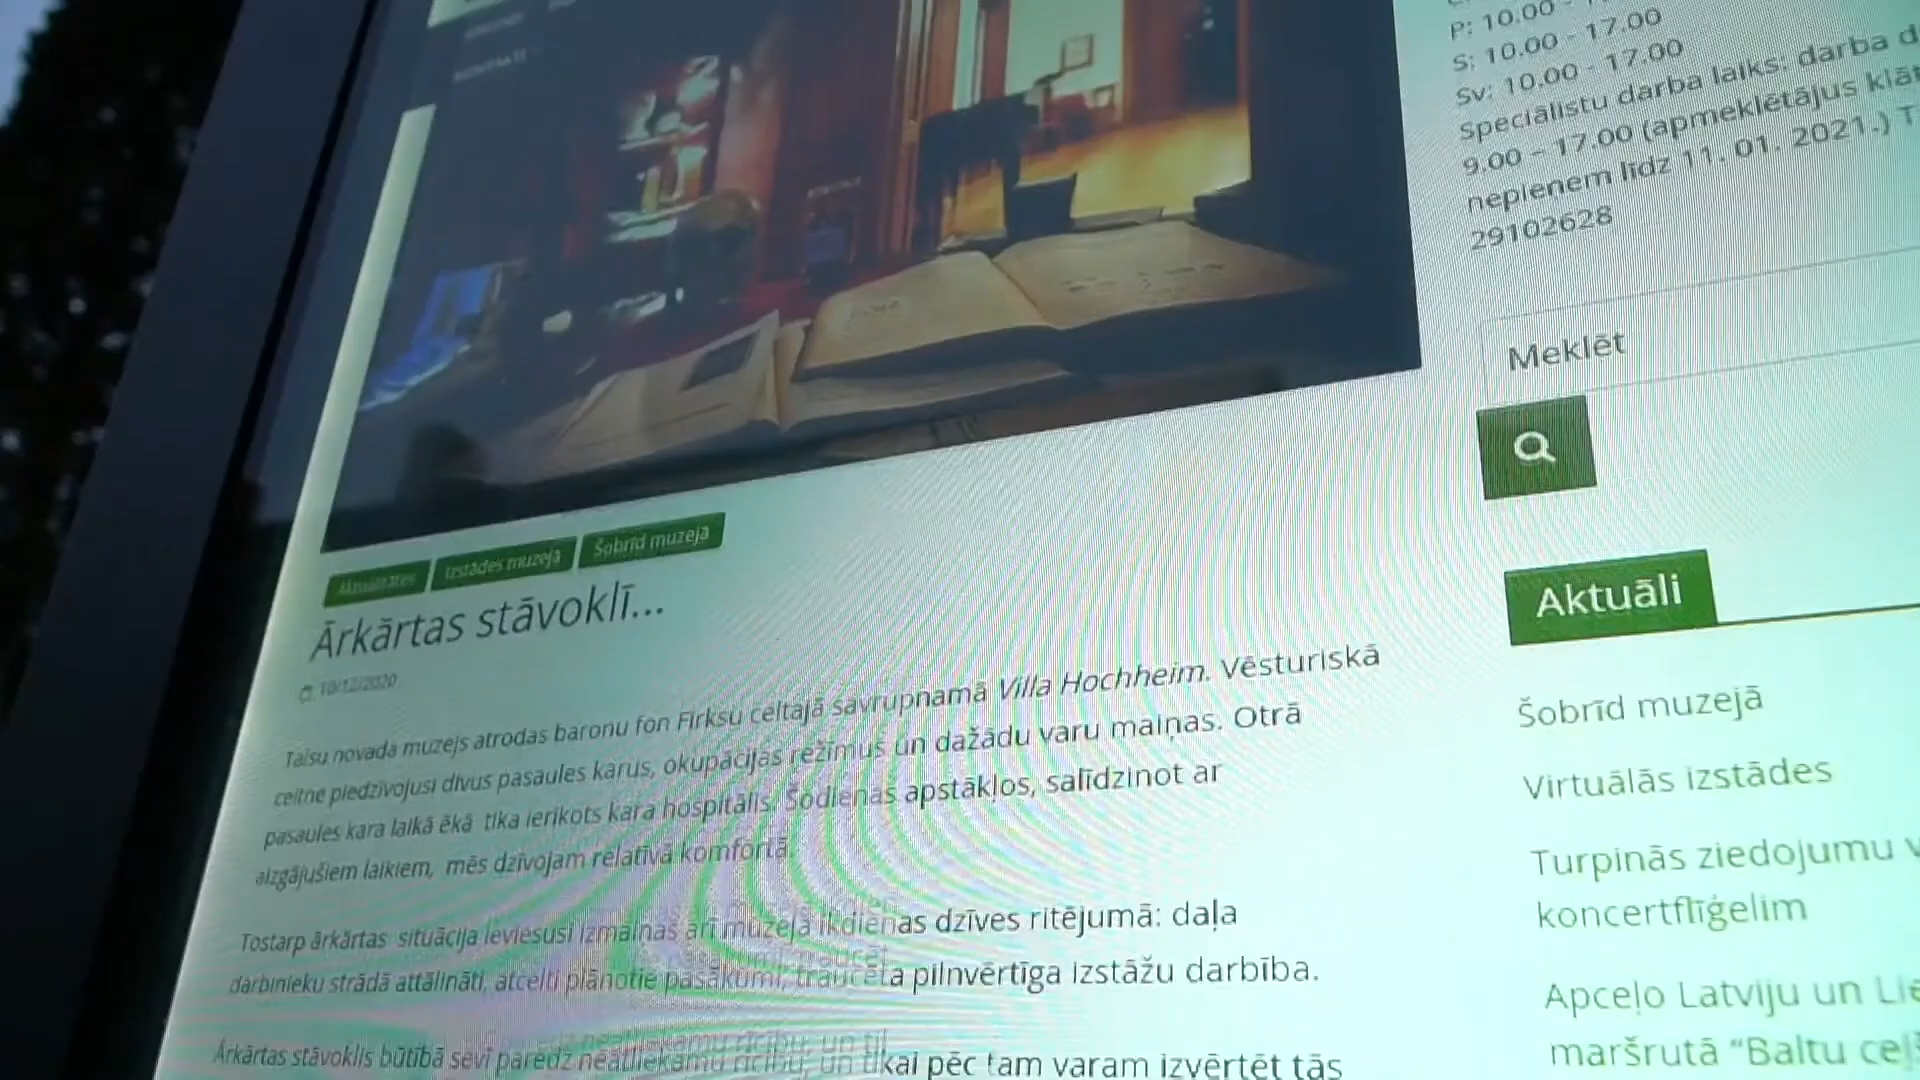 P: 10.00 -
S: 10.00 - 17.00
Sv: 10.00 - 17.00
Speciālistu darba laiks: darba d
9.00 – 17.00 (apmeklētājus klāt
nepieņem līdz 11. 01. 2021.) T
29102628
Meklēt
Aktualitātes Izstādes muzejā Šobrīd muzejā
Ārkārtas stāvoklī...
10/12/2020
Talsu novada muzejs atrodas baronu fon Firksu celtajā savrupnamā Villa Hochheim. Vēsturiskā
celtne piedzīvojusi divus pasaules karus, okupācijas režīmus un dažādu varu maiņas. Otrā
pasaules kara laikā ēkā tika ierīkots kara hospitālis. Šodienas apstākļos, salīdzinot ar
aizgājušiem laikiem, mēs dzīvojam relatīvā komfortā.
Tostarp ārkārtas situācija ieviesusi izmaiņas arī muzeja ikdienas dzīves ritējumā: daļa
darbinieku strādā attālināti, atcelti plānotie pasākumi, traucēta pilnvērtīga izstāžu darbība.
Ārkārtas stāvoklis būtībā sevī paredz neatliekamu rīcību, un tikai pēc tam varam izvērtēt tās
Aktuāli
Šobrīd muzejā
Virtuālās izstādes
Turpinās ziedojumu v
koncertflīģelim
Apceļo Latviju un Lie
maršrutā “Baltu ceļš